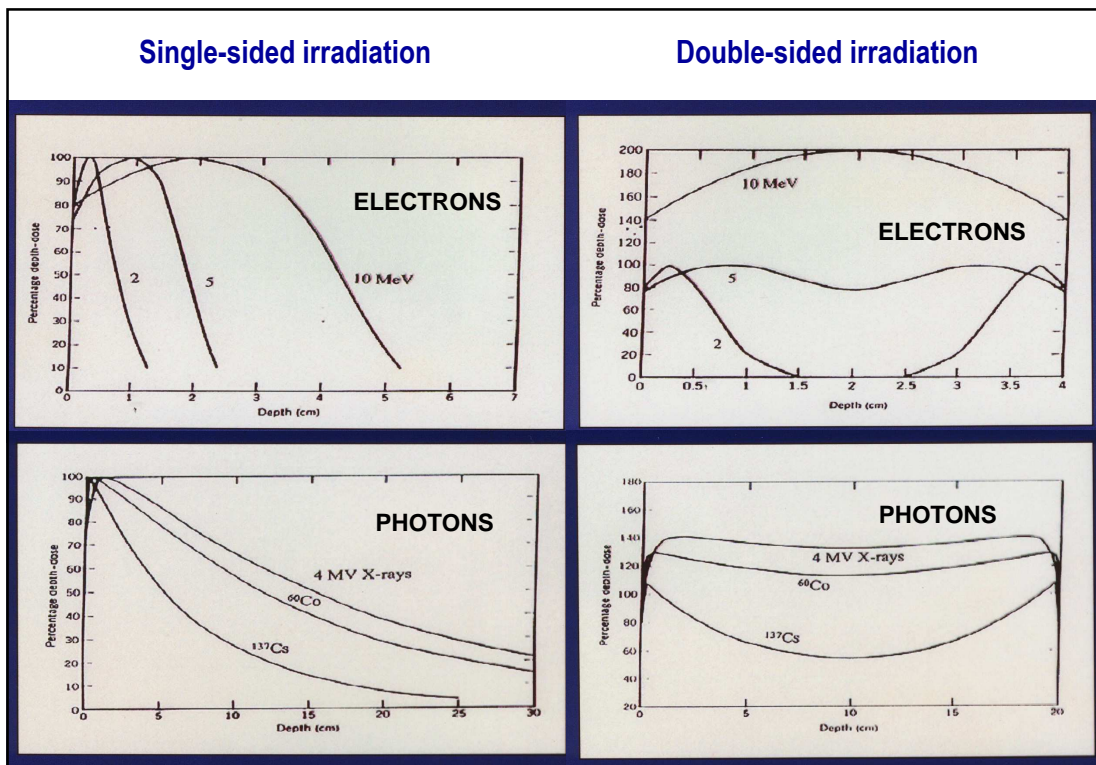 Single-sided irradiation
Double-sided irradiation
Percentage depth-dose
100
90
80
70
60
50
40
30
20
10
0
ELECTRONS
2
5
10 MeV
0 1 2 3 4 5 6 7
Depth (cm)
Percentage depth-dose
200
180
160
140
120
100
80
60
40
20
0
10 MeV
ELECTRONS
5
2
0 0.5 1 1.5 2 2.5 3 3.5 4
Depth (cm)
Percentage depth-dose
100
90
80
70
60
50
40
30
20
10
0
PHOTONS
4 MV X-rays
⁶⁰Co
¹³⁷Cs
0 5 10 15 20 25 30
Depth (cm)
Percentage depth-dose
180
160
140
120
100
80
60
40
20
PHOTONS
4 MV X-rays
⁶⁰Co
¹³⁷Cs
0 5 10 15 20
Depth (cm)